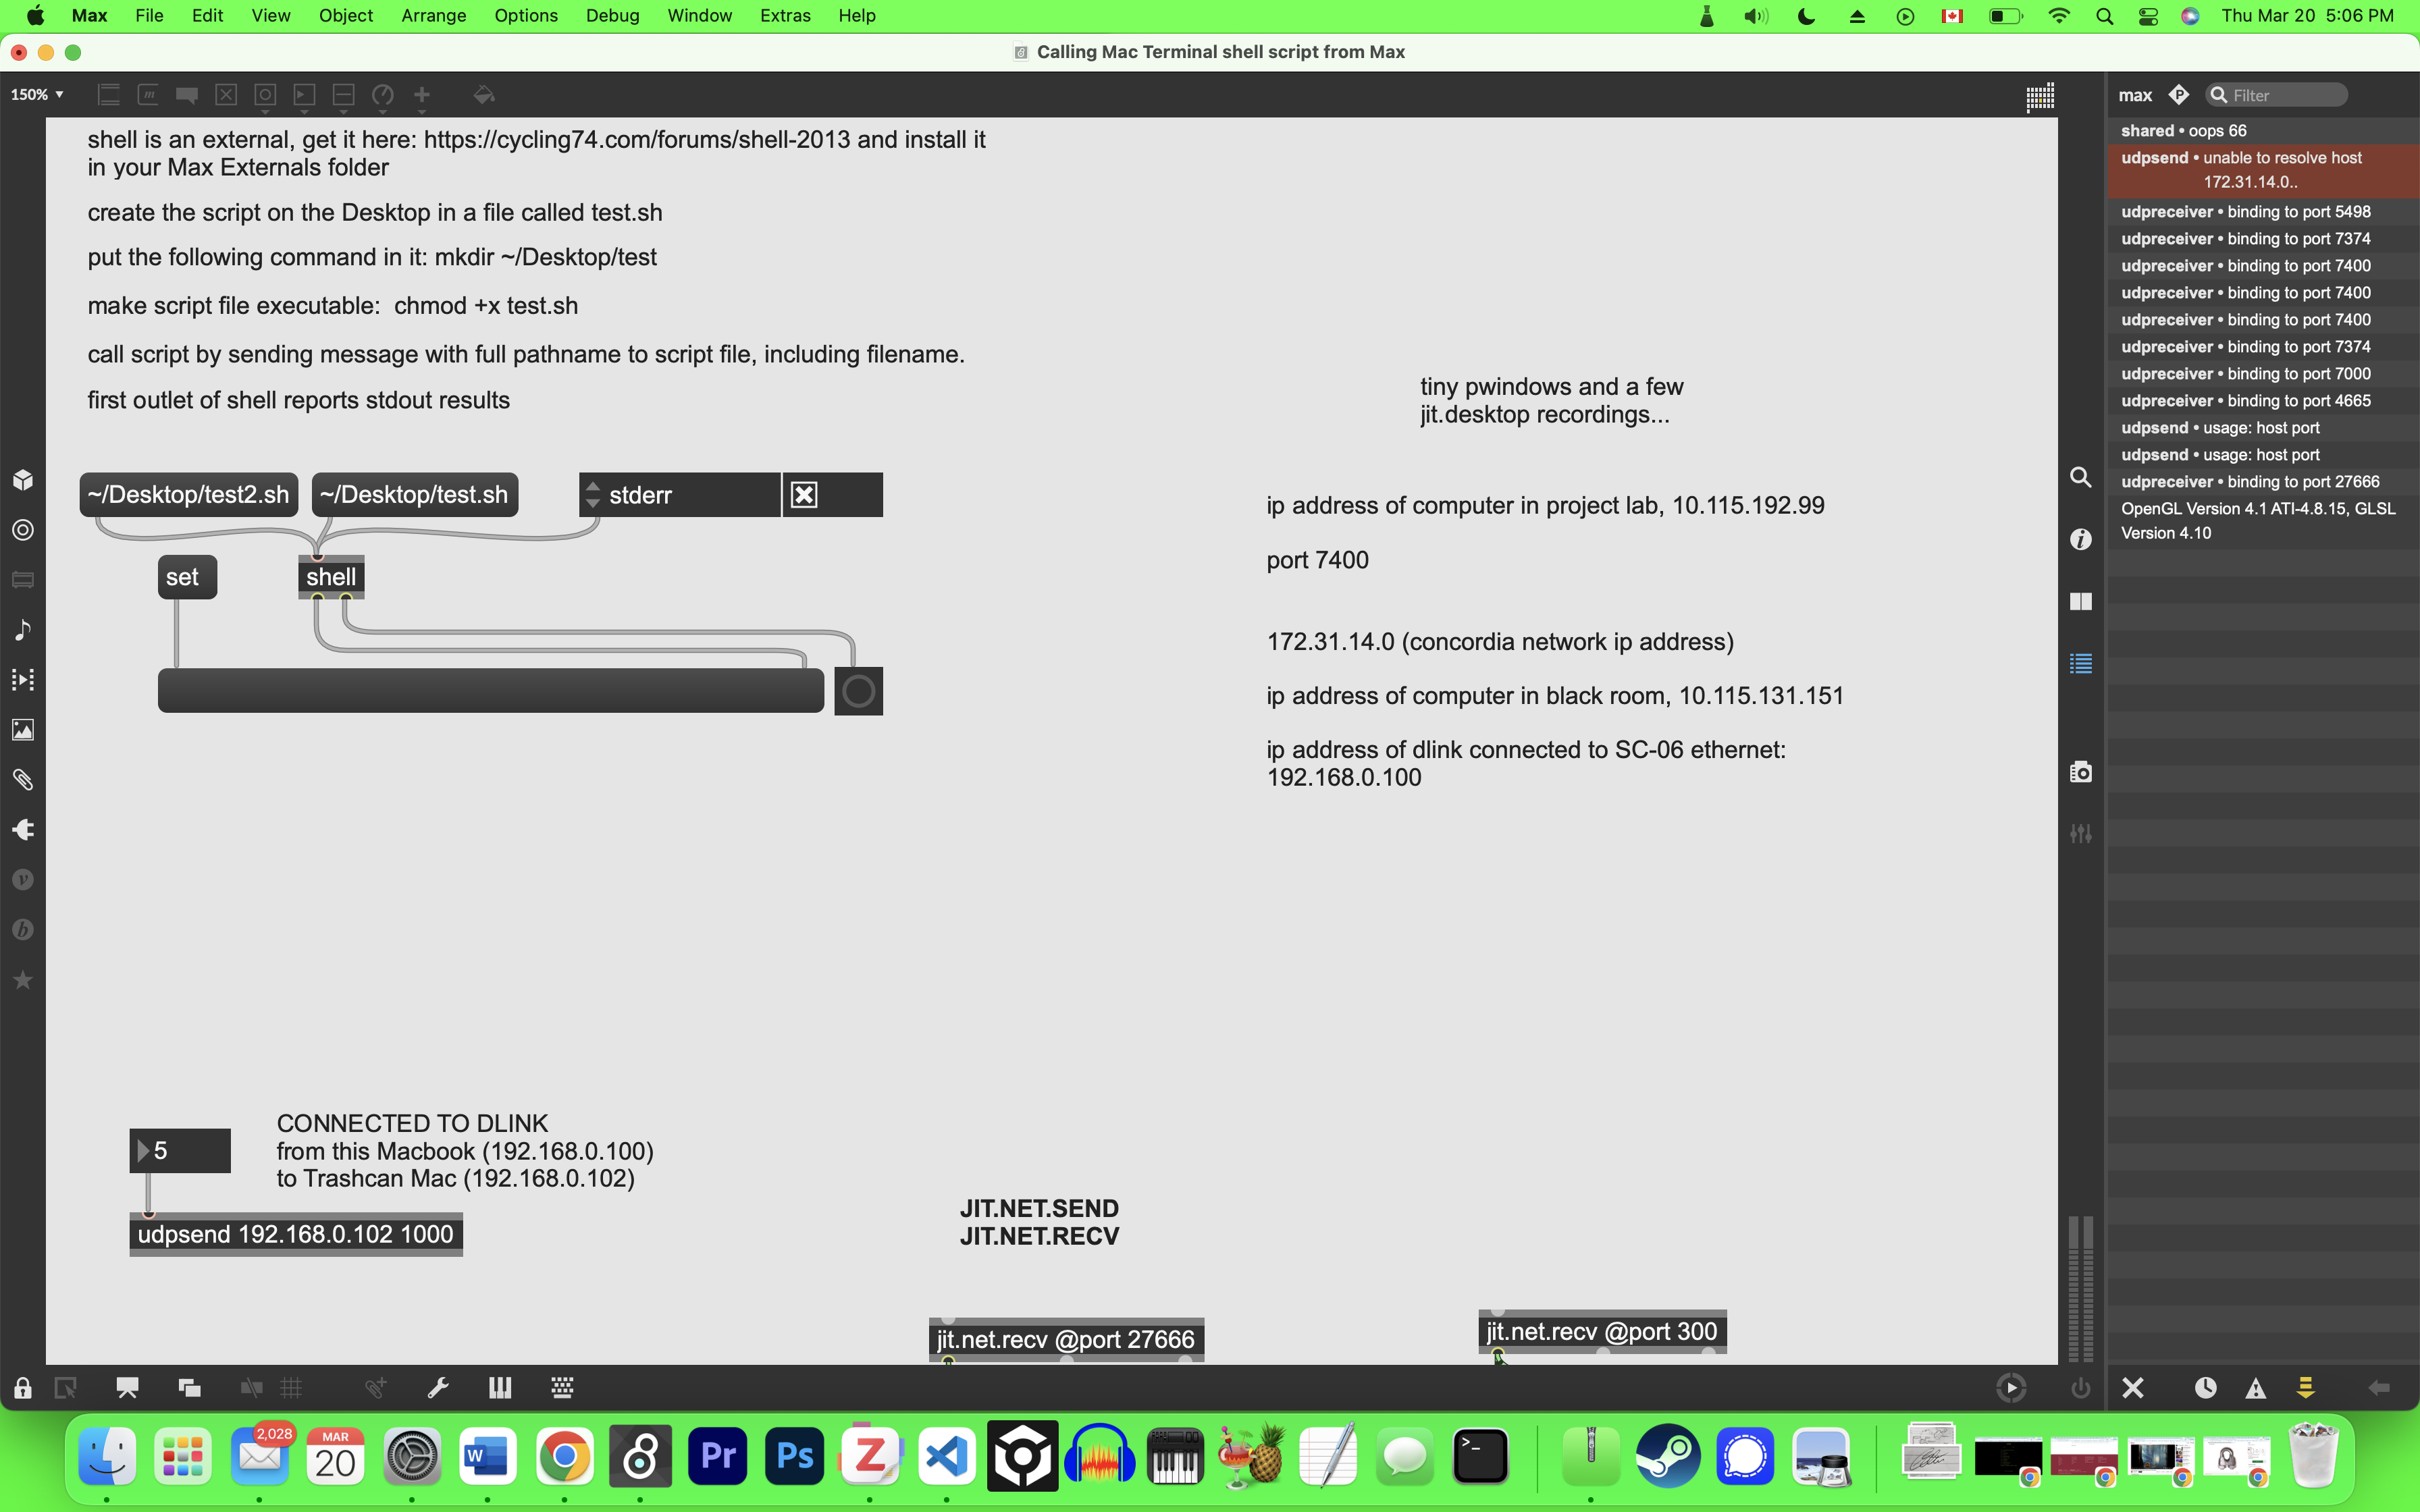 Max File Edit View Object Arrange Options Debug Window Extras Help
Thu Mar 20 5:06 PM
Calling Mac Terminal shell script from Max
150%
max
Filter
shell is an external, get it here: https://cycling74.com/forums/shell-2013 and install it
in your Max Externals folder
create the script on the Desktop in a file called test.sh
put the following command in it: mkdir ~/Desktop/test
make script file executable:  chmod +x test.sh
call script by sending message with full pathname to script file, including filename.
first outlet of shell reports stdout results
~/Desktop/test2.sh
~/Desktop/test.sh
stderr
set
shell
tiny pwindows and a few
jit.desktop recordings...
ip address of computer in project lab, 10.115.192.99
port 7400
172.31.14.0 (concordia network ip address)
ip address of computer in black room, 10.115.131.151
ip address of dlink connected to SC-06 ethernet:
192.168.0.100
5
CONNECTED TO DLINK
from this Macbook (192.168.0.100)
to Trashcan Mac (192.168.0.102)
udpsend 192.168.0.102 1000
JIT.NET.SEND
JIT.NET.RECV
jit.net.recv @port 27666
jit.net.recv @port 300
shared • oops 66
udpsend • unable to resolve host
172.31.14.0..
udpreceiver • binding to port 5498
udpreceiver • binding to port 7374
udpreceiver • binding to port 7400
udpreceiver • binding to port 7400
udpreceiver • binding to port 7400
udpreceiver • binding to port 7374
udpreceiver • binding to port 7000
udpreceiver • binding to port 4665
udpsend • usage: host port
udpsend • usage: host port
udpreceiver • binding to port 27666
OpenGL Version 4.1 ATI-4.8.15, GLSL
Version 4.10
2,028
MAR
20
W
8
Pr
Ps
Z
>_